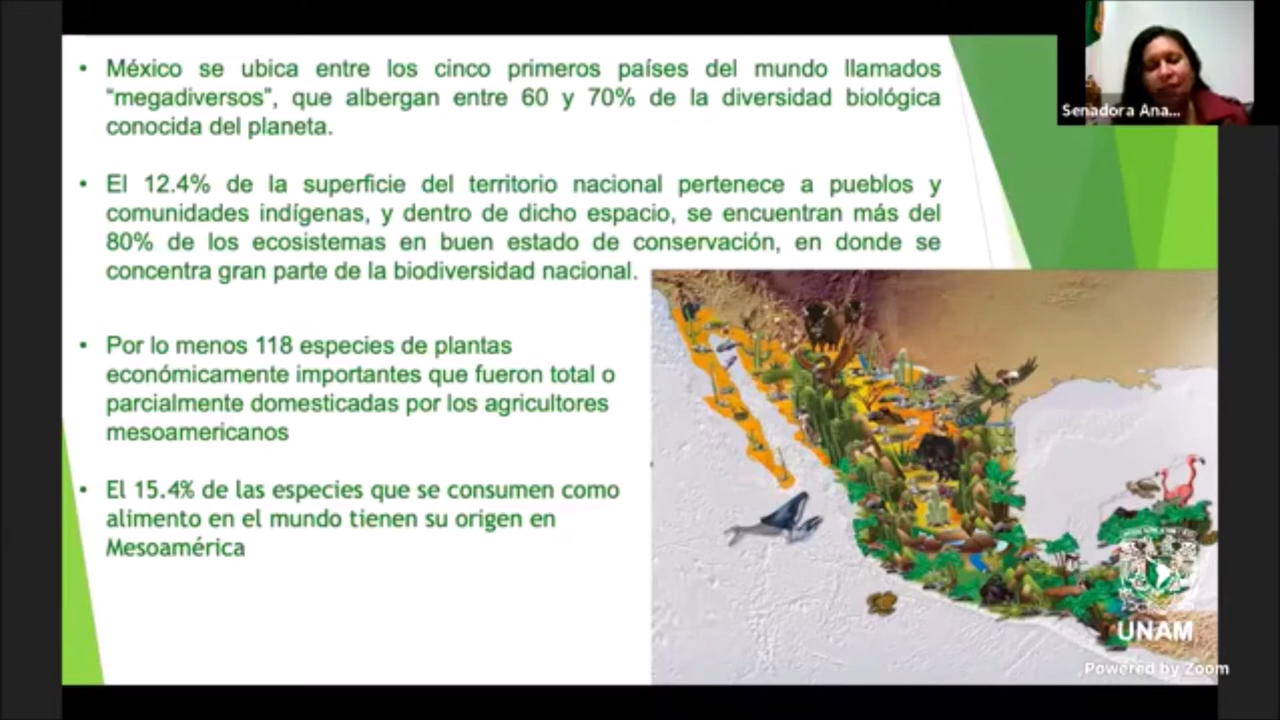 • México se ubica entre los cinco primeros países del mundo llamados
“megadiversos”, que albergan entre 60 y 70% de la diversidad biológica
conocida del planeta.
• El 12.4% de la superficie del territorio nacional pertenece a pueblos y
comunidades indígenas, y dentro de dicho espacio, se encuentran más del
80% de los ecosistemas en buen estado de conservación, en donde se
concentra gran parte de la biodiversidad nacional.
• Por lo menos 118 especies de plantas
económicamente importantes que fueron total o
parcialmente domesticadas por los agricultores
mesoamericanos
• El 15.4% de las especies que se consumen como
alimento en el mundo tienen su origen en
Mesoamérica
Senadora Ana...
UNAM
Powered by Zoom